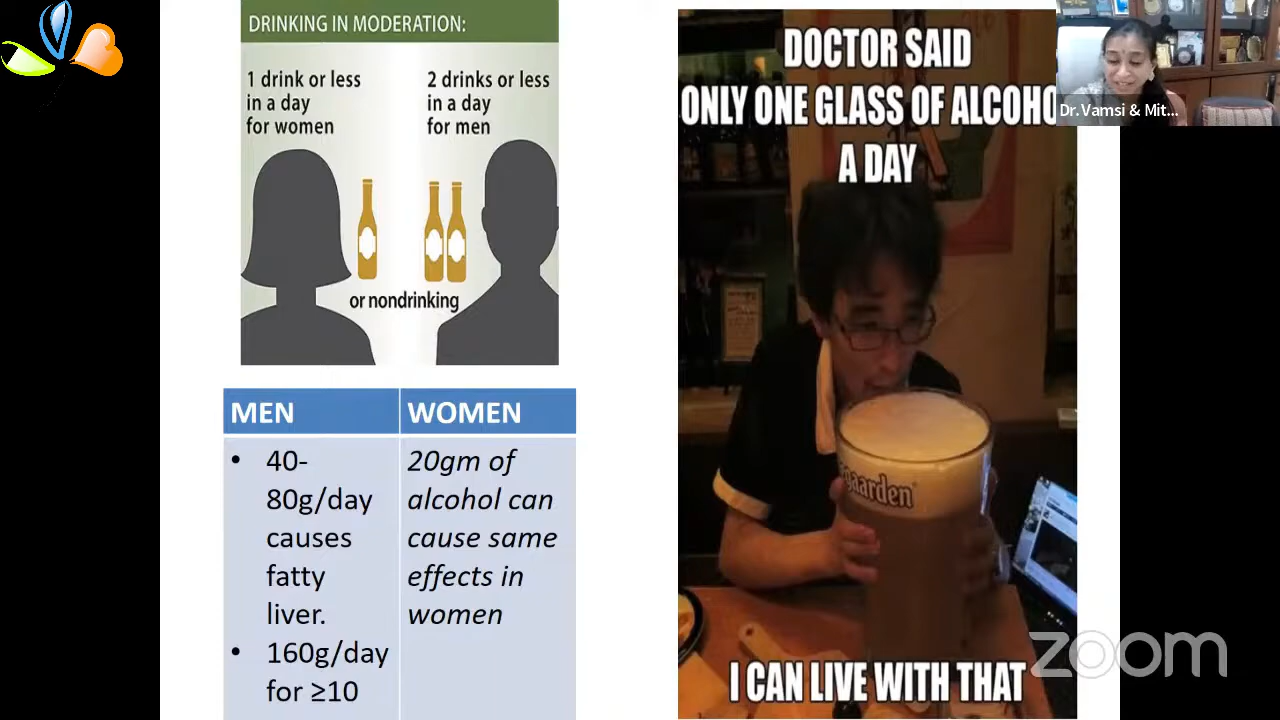 DRINKING IN MODERATION:
1 drink or less
in a day
for women
2 drinks or less
in a day
for men
or nondrinking
MEN
WOMEN
• 40-
80g/day
causes
fatty
liver.
• 160g/day
for ≥10
20gm of
alcohol can
cause same
effects in
women
DOCTOR SAID
ONLY ONE GLASS OF ALCOHO
A DAY
gaarden
I CAN LIVE WITH THAT
Dr.Vamsi & Mit...
zoom